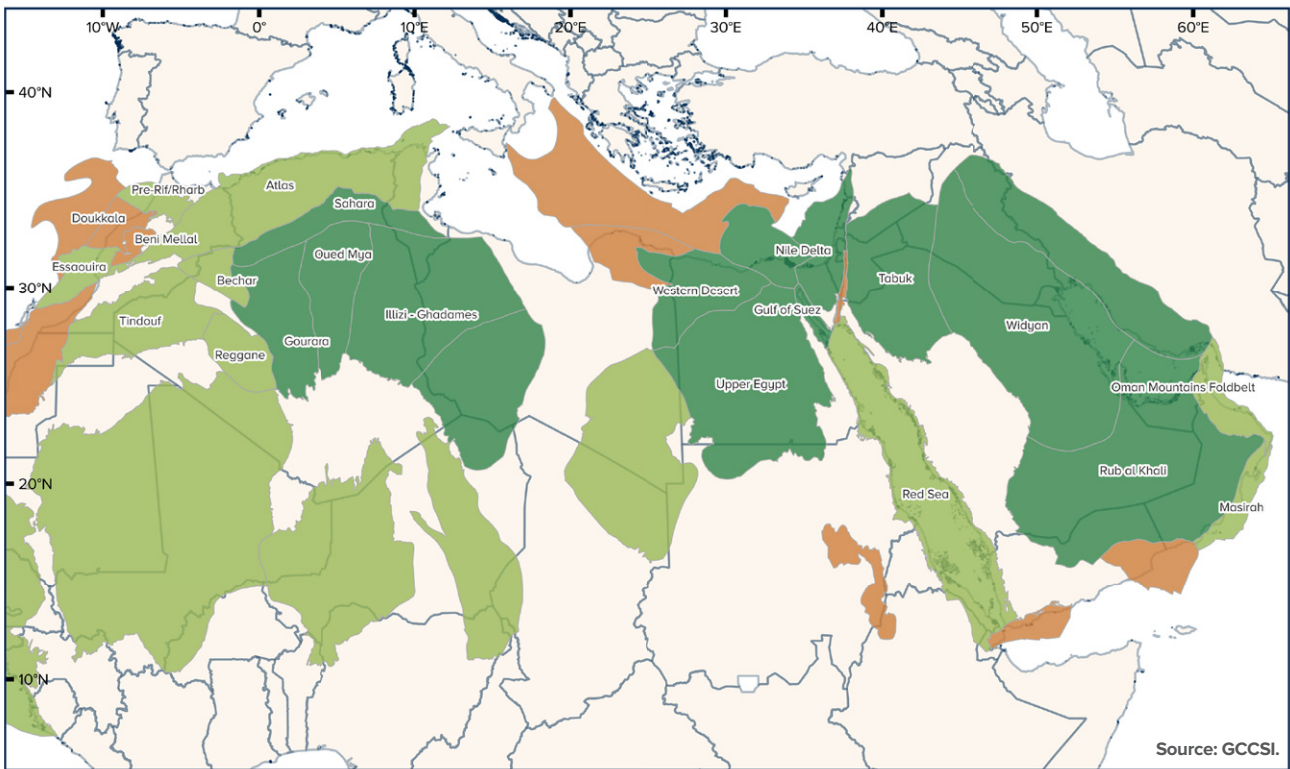 10°W 0° 10°E 20°E 30°E 40°E 50°E 60°E
40°N
Pre-Rif/Rharb
Atlas
Sahara
Doukkala
Beni Mellal
Nile Delta
Oued Mya
Essaouira
Bechar
30°N
Western Desert
Tabuk
Gulf of Suez
Illizi - Ghadames
Tindouf
Widyan
Gourara
Reggane
Upper Egypt
Oman Mountains Foldbelt
Rub al Khali
20°N
Red Sea
Masirah
10°N
Source: GCCSI.